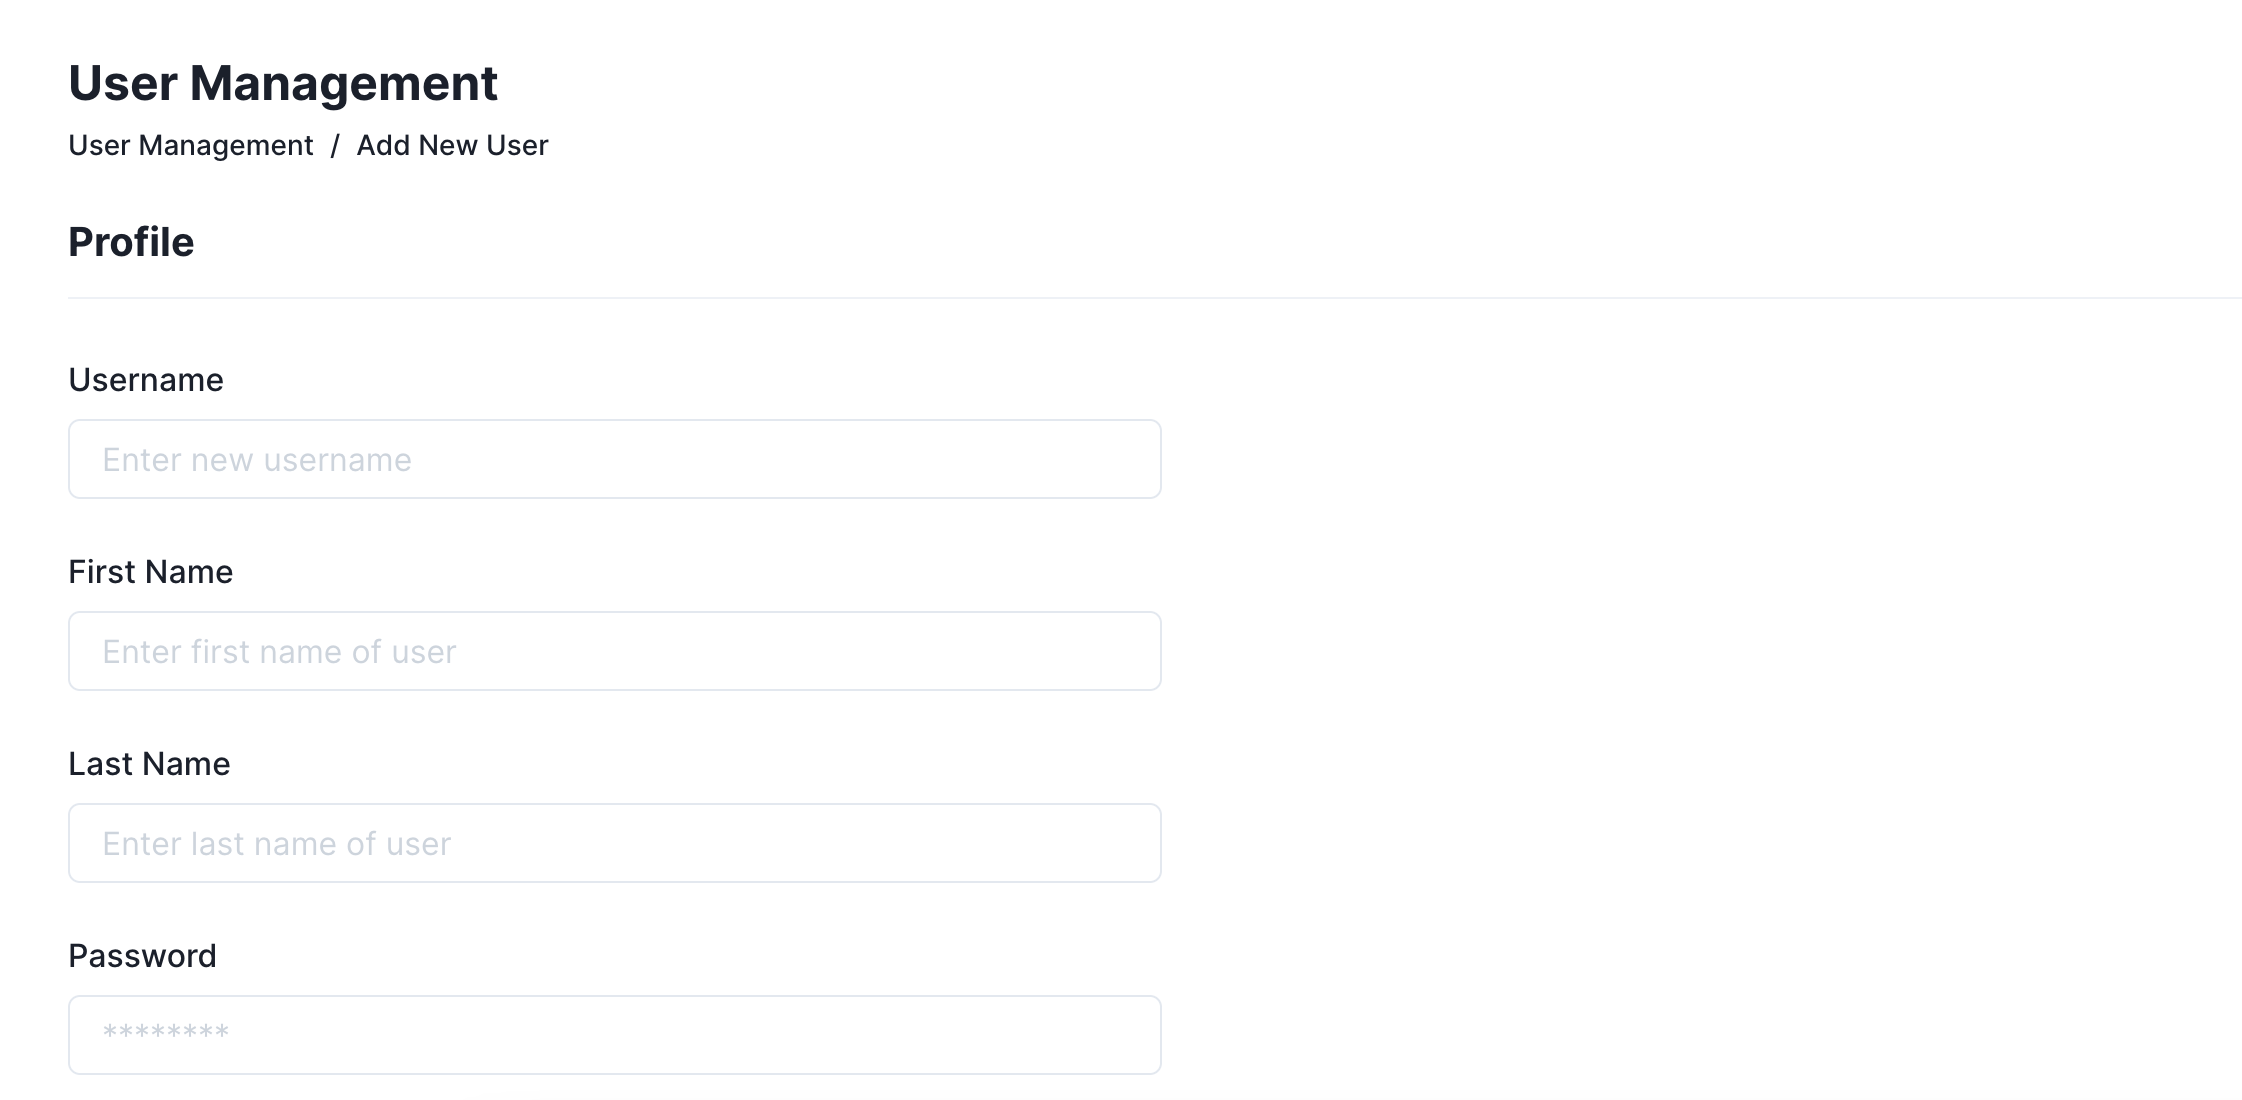 User Management
User Management / Add New User
Profile
Username
Enter new username
First Name
Enter first name of user
Last Name
Enter last name of user
Password
********